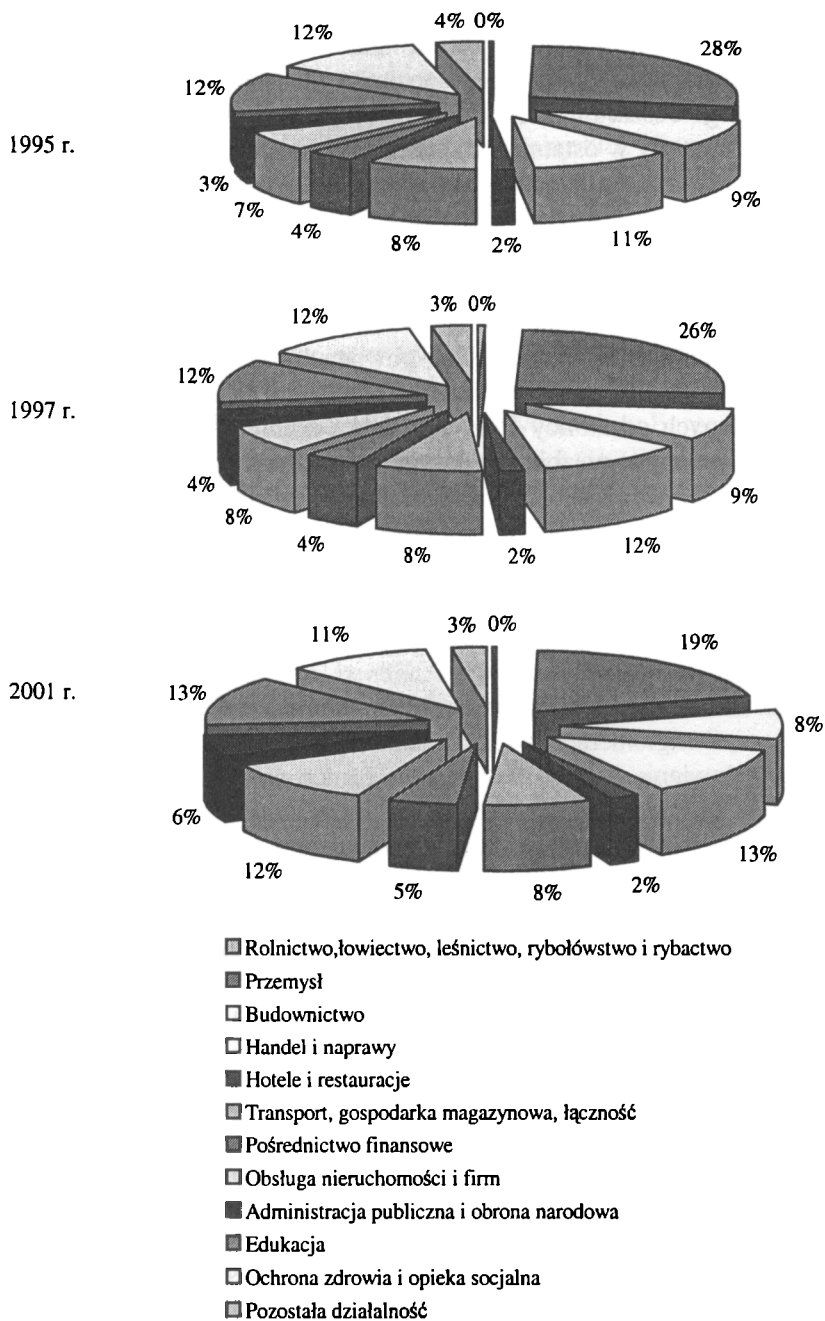 4% 0%
12%
28%
12%
1995 r.
3%
7%
4%
8%
2%
11%
9%
3% 0%
12%
26%
12%
1997 r.
4%
8%
4%
8%
2%
12%
9%
3% 0%
11%
19%
13%
2001 r.
8%
6%
12%
5%
8%
2%
13%
Rolnictwo,łowiectwo, leśnictwo, rybołówstwo i rybactwo
Przemysł
Budownictwo
Handel i naprawy
Hotele i restauracje
Transport, gospodarka magazynowa, łączność
Pośrednictwo finansowe
Obsługa nieruchomości i firm
Administracja publiczna i obrona narodowa
Edukacja
Ochrona zdrowia i opieka socjalna
Pozostała działalność